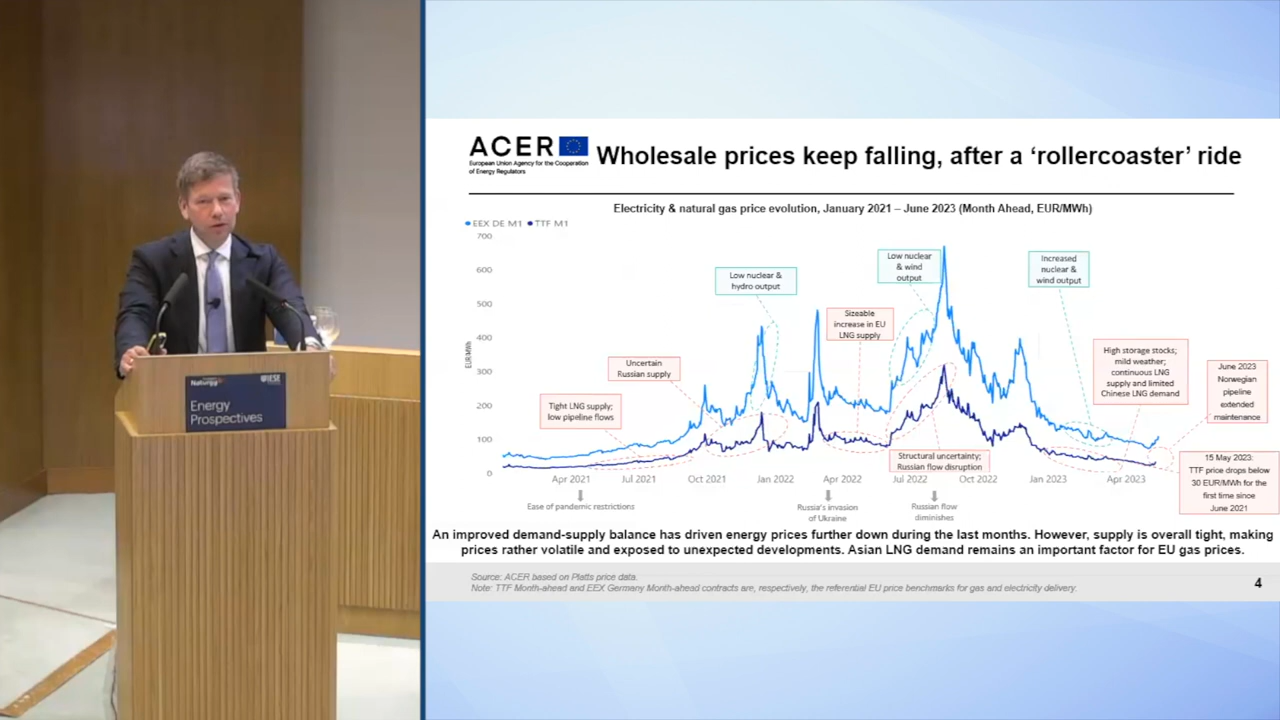 Naturgy
IESE
Energy
Prospectives
ACER
European Union Agency for the Cooperation
of Energy Regulators
Wholesale prices keep falling, after a ‘rollercoaster’ ride
Electricity & natural gas price evolution, January 2021 – June 2023 (Month Ahead, EUR/MWh)
EEX DE M1 TTF M1
700
600
500
400
300
200
100
0
EUR/MWh
Tight LNG supply;
low pipeline flows
Uncertain
Russian supply
Low nuclear &
hydro output
Sizeable
increase in EU
LNG supply
Low nuclear
& wind
output
Structural uncertainty;
Russian flow disruption
Increased
nuclear &
wind output
High storage stocks;
mild weather;
continuous LNG
supply and limited
Chinese LNG demand
June 2023
Norwegian
pipeline
extended
maintenance
15 May 2023:
TTF price drops below
30 EUR/MWh for the
first time since
June 2021
Apr 2021 Jul 2021 Oct 2021 Jan 2022 Apr 2022 Jul 2022 Oct 2022 Jan 2023 Apr 2023
Ease of pandemic restrictions
Russia's invasion
of Ukraine
Russian flow
diminishes
An improved demand-supply balance has driven energy prices further down during the last months. However, supply is overall tight, making
prices rather volatile and exposed to unexpected developments. Asian LNG demand remains an important factor for EU gas prices.
Source: ACER based on Platts price data.
Note: TTF Month-ahead and EEX Germany Month-ahead contracts are, respectively, the referential EU price benchmarks for gas and electricity delivery.
4